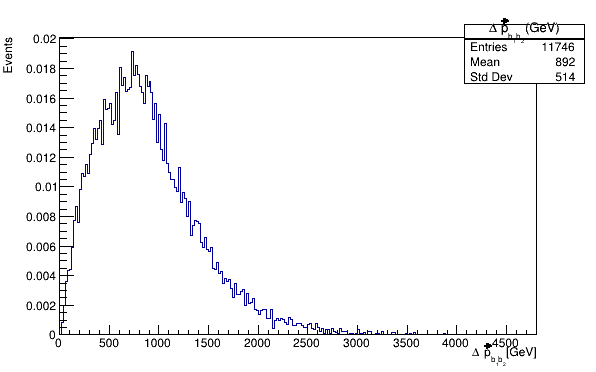 Δ p⃗_b₁b₂ (GeV)
Entries 11746
Mean 892
Std Dev 514
Events
0.02
0.018
0.016
0.014
0.012
0.01
0.008
0.006
0.004
0.002
0
0 500 1000 1500 2000 2500 3000 3500 4000 4500
Δ p⃗_b₁b₂ [GeV]